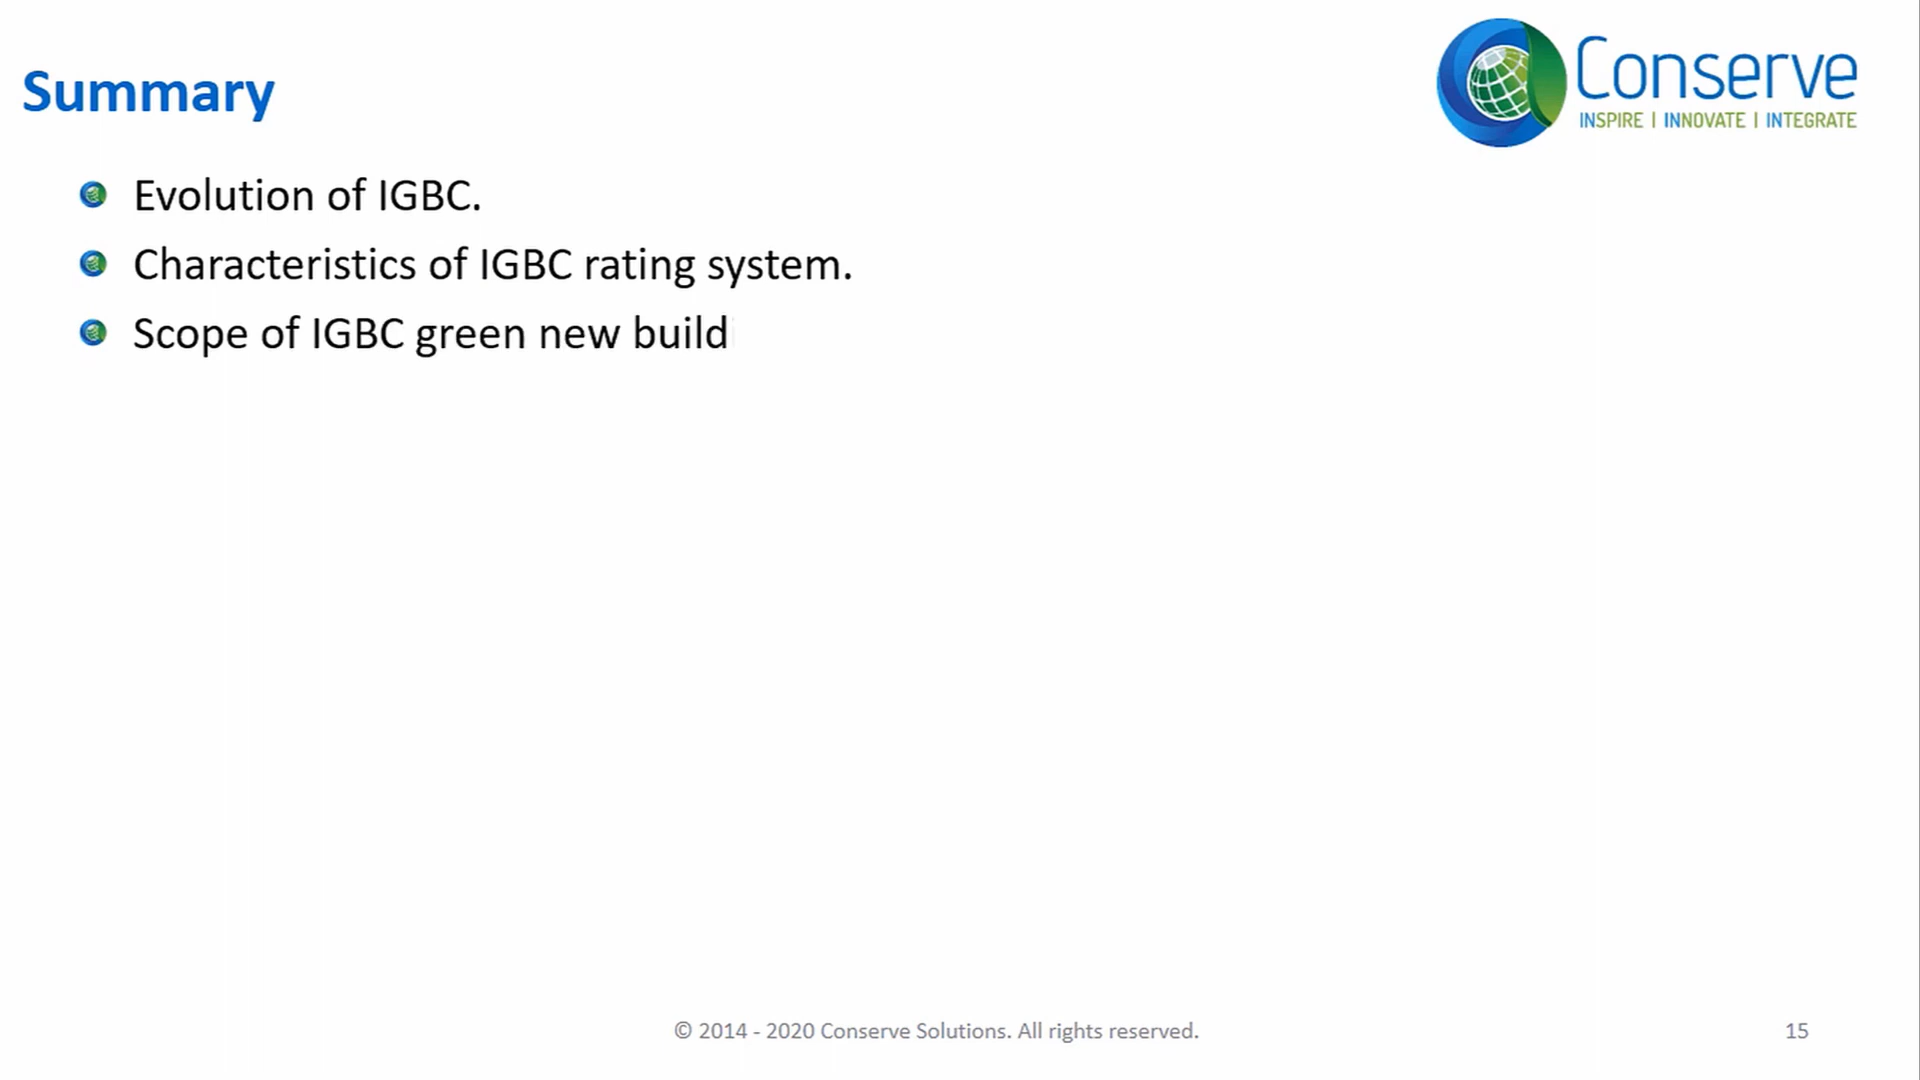 Conserve
INSPIRE | INNOVATE | INTEGRATE
Summary
Evolution of IGBC.
Characteristics of IGBC rating system.
Scope of IGBC green new build
© 2014 - 2020 Conserve Solutions. All rights reserved.
15